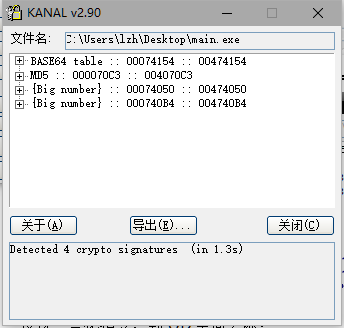 KANAL v2.90
文件名: C:\Users\lzh\Desktop\main.exe
BASE64 table :: 00074154 :: 00474154
MD5 :: 000070C3 :: 004070C3
{Big number} :: 00074050 :: 00474050
{Big number} :: 000740B4 :: 004740B4
关于(A) 导出(E)... 关闭(C)
Detected 4 crypto signatures (in 1.3s)